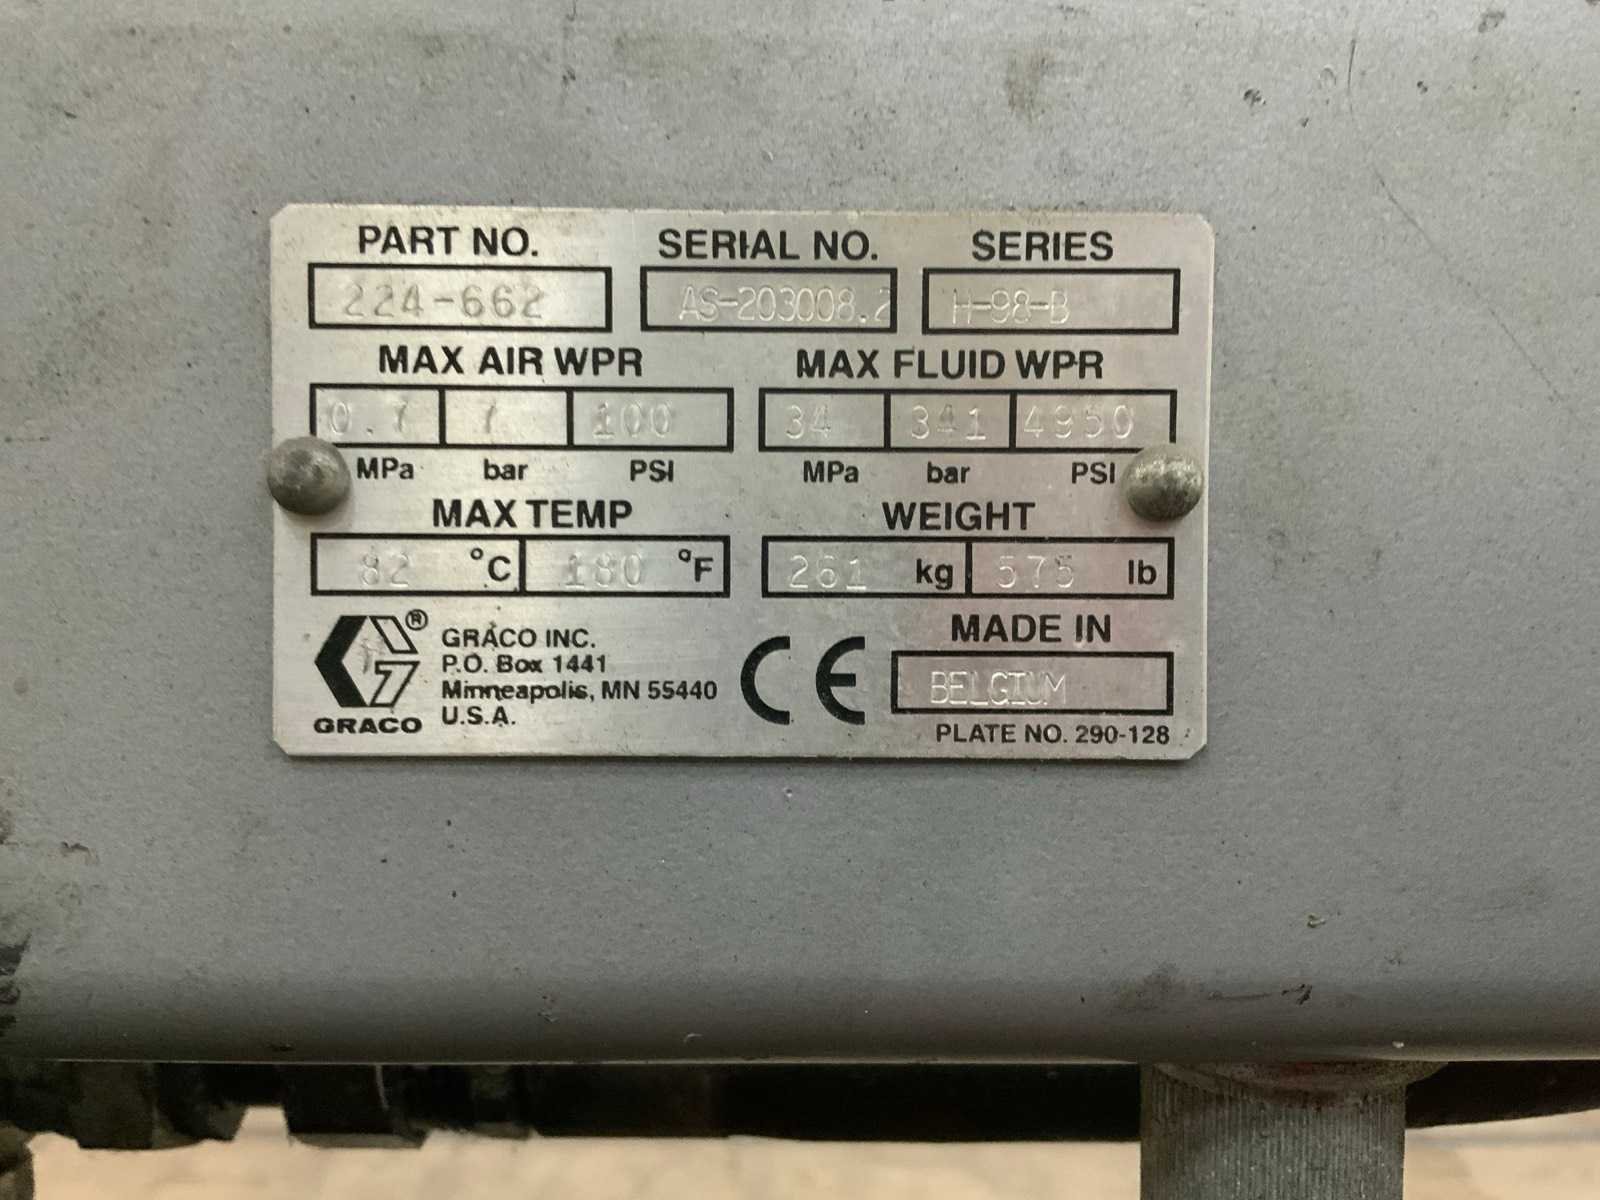 PART NO. SERIAL NO. SERIES
224-662 AS-203008.2 H-98-B
MAX AIR WPR MAX FLUID WPR
0.7 7 100 34 341 4950
MPa bar PSI MPa bar PSI
MAX TEMP WEIGHT
82 °C 180 °F 261 kg 575 lb
MADE IN
BELGIUM
PLATE NO. 290-128
CE
®
GRACO
GRACO INC.
P.O. Box 1441
Minneapolis, MN 55440
U.S.A.